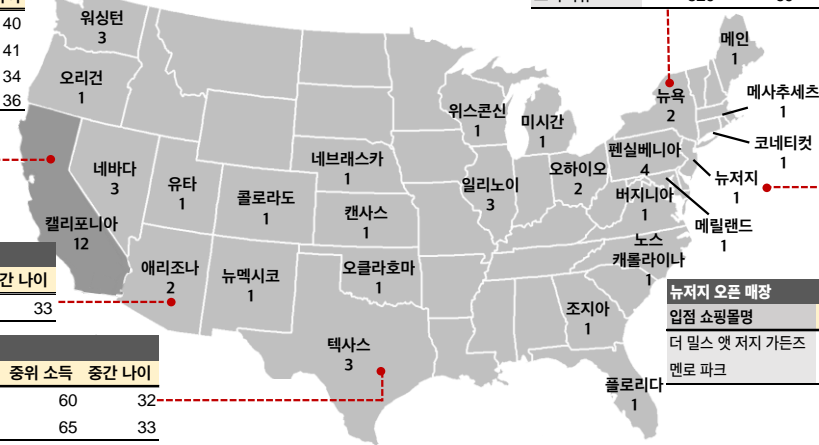 40
41
34
36
워싱턴
3
오리건
1
네바다
3
캘리포니아
12
유타
1
콜로라도
1
애리조나
2
뉴멕시코
1
네브래스카
1
캔사스
1
오클라호마
1
텍사스
3
위스콘신
1
미시간
1
일리노이
3
오하이오
2
뉴욕
2
펜실베니아
4
버지니아
1
노스
캐롤라이나
1
조지아
1
플로리다
1
메인
1
메사추세츠
1
코네티컷
1
뉴저지
1
메릴랜드
1
간 나이
33
중위 소득 중간 나이
60 32
65 33
뉴저지 오픈 매장
입점 쇼핑몰명
더 밀스 앳 저지 가든즈
멘로 파크